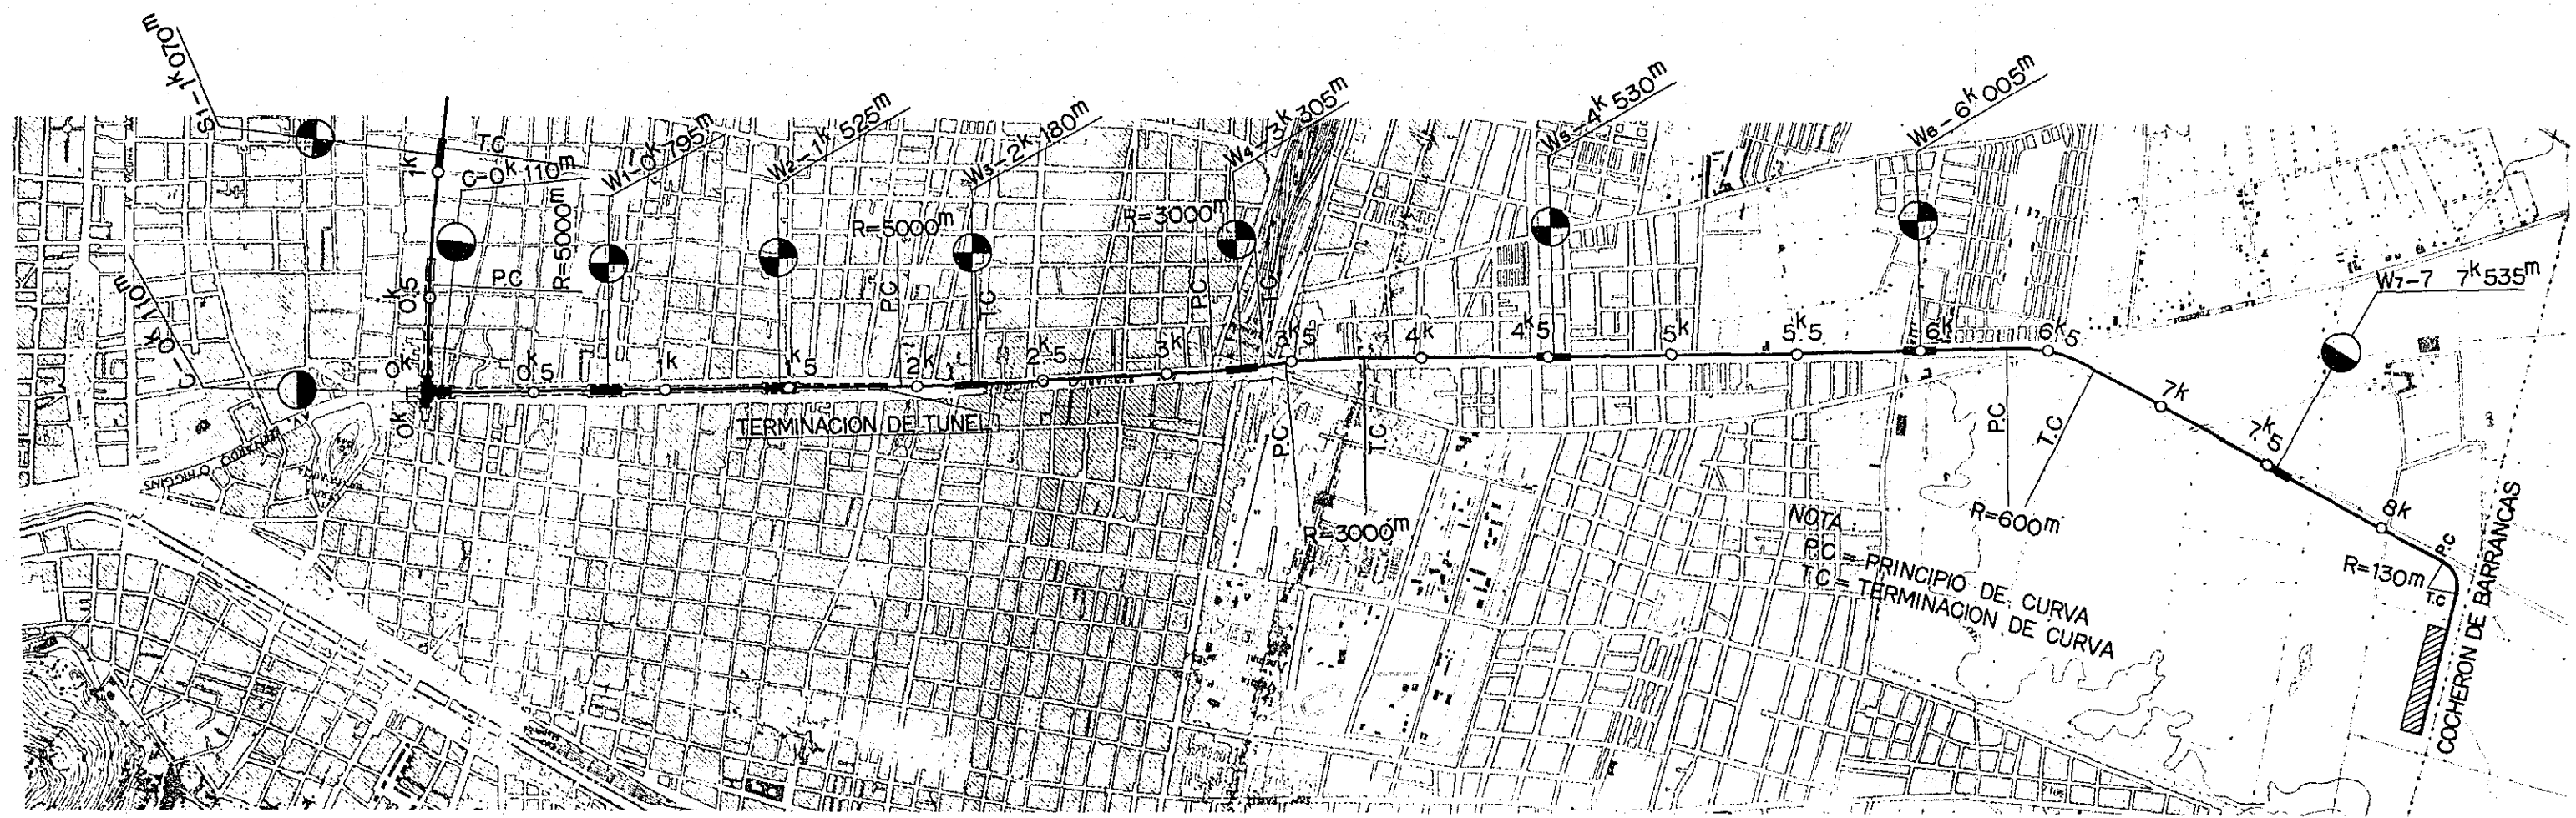 S1-1K070m
T.C
C-0K110m
W1-0K795m
W2-1K525m
W3-2K180m
W4-3K305m
W5-4K530m
W6-6K005m
W7-7 7K535m
1K
0K5
P.C
R=5000m
R=5000m
P.C
T.C
R=3000m
P.C
T.C
C-0K110m
0K
0K
0K5
1K
1K5
2K
2K5
3K
3K5
4K
4K5
5K
5K5
6K
6K5
7K
7K5
8K
TERMINACION DE TUNEL
P.C
T.C
R=3000m
P.C
T.C
R=600m
P.C
R=130m
T.C
COCHERON DE BARRANCAS
NOTA:
P.C = PRINCIPIO DE CURVA
T.C = TERMINACION DE CURVA
BERNARDO
O'HIGGINS